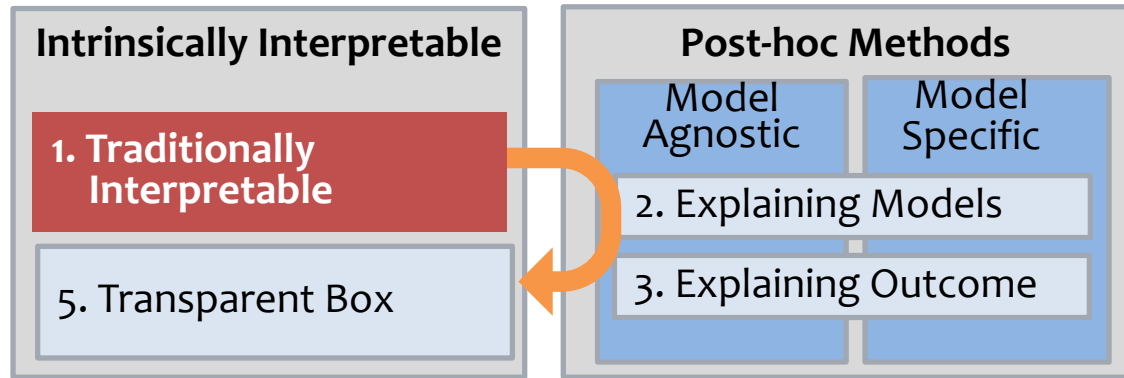 Intrinsically Interpretable
1. Traditionally
Interpretable
5. Transparent Box
Post-hoc Methods
Model
Agnostic
Model
Specific
2. Explaining Models
3. Explaining Outcome